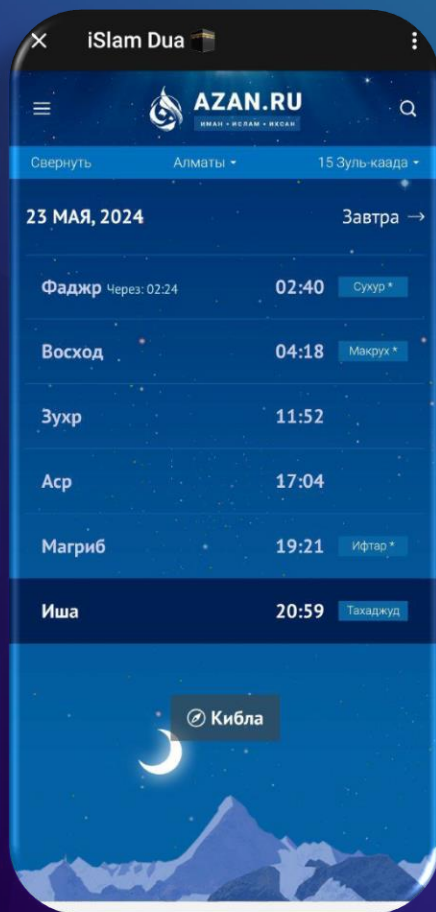 iSlam Dua 🕋
AZAN.RU
ИМАН • ИСЛАМ • ИХСАН
Свернуть Алматы 15 Зуль-каада
23 МАЯ, 2024 Завтра →
Фаджр Через: 02:24 02:40 Сухур *
Восход 04:18 Макрух *
Зухр 11:52
Аср 17:04
Магриб 19:21 Ифтар *
Иша 20:59 Тахаджуд
Кибла